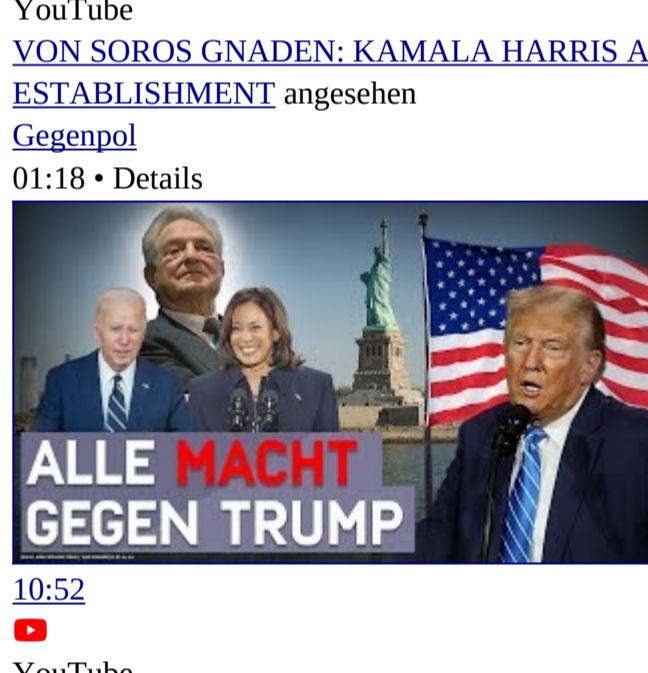 YouTube
VON SOROS GNADEN: KAMALA HARRIS A
ESTABLISHMENT angesehen
Gegenpol
01:18 • Details
ALLE MACHT
GEGEN TRUMP
10:52
YouTube